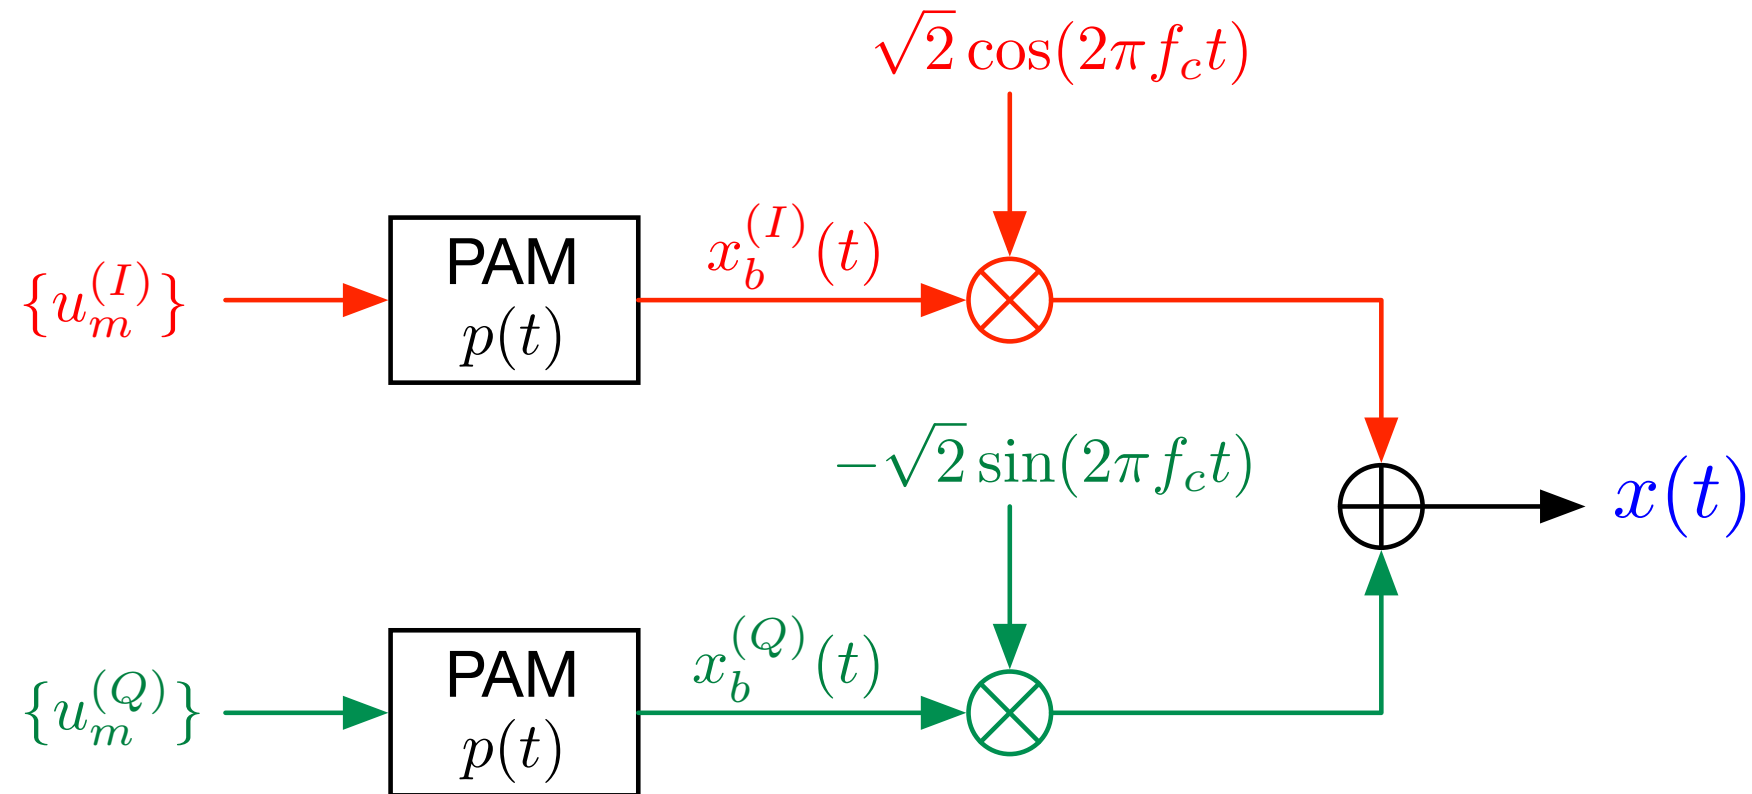 √2 cos(2πf_c t)
{u_m^(I)}
PAM
p(t)
x_b^(I)(t)
−√2 sin(2πf_c t)
x(t)
{u_m^(Q)}
PAM
p(t)
x_b^(Q)(t)